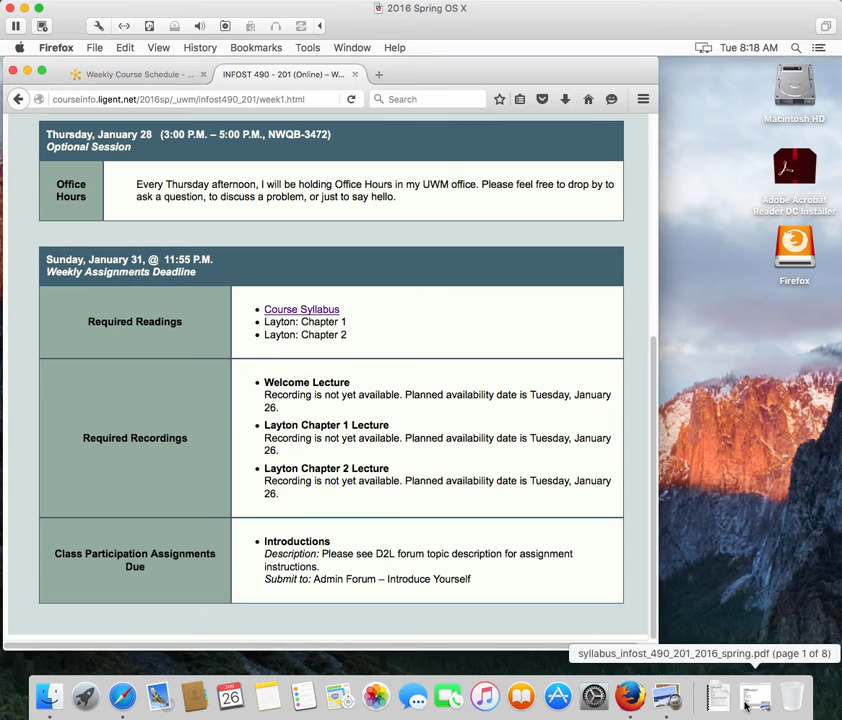 2016 Spring OS X
Firefox File Edit View History Bookmarks Tools Window Help Tue 8:18 AM
Weekly Course Schedule - ... × INFOST 490 - 201 (Online) – W... × +
courseinfo.ligent.net/2016sp/_uwm/infost490_201/week1.html Search
Thursday, January 28 (3:00 P.M. – 5:00 P.M., NWQB-3472)
Optional Session
Office
Hours
Every Thursday afternoon, I will be holding Office Hours in my UWM office. Please feel free to drop by to
ask a question, to discuss a problem, or just to say hello.
Sunday, January 31, @ 11:55 P.M.
Weekly Assignments Deadline
Required Readings
• Course Syllabus
• Layton: Chapter 1
• Layton: Chapter 2
Required Recordings
• Welcome Lecture
Recording is not yet available. Planned availability date is Tuesday, January
26.
• Layton Chapter 1 Lecture
Recording is not yet available. Planned availability date is Tuesday, January
26.
• Layton Chapter 2 Lecture
Recording is not yet available. Planned availability date is Tuesday, January
26.
Class Participation Assignments
Due
• Introductions
Description: Please see D2L forum topic description for assignment
instructions.
Submit to: Admin Forum – Introduce Yourself
Macintosh HD
Adobe Acrobat
Reader DC Installer
Firefox
syllabus_infost_490_201_2016_spring.pdf (page 1 of 8)
26